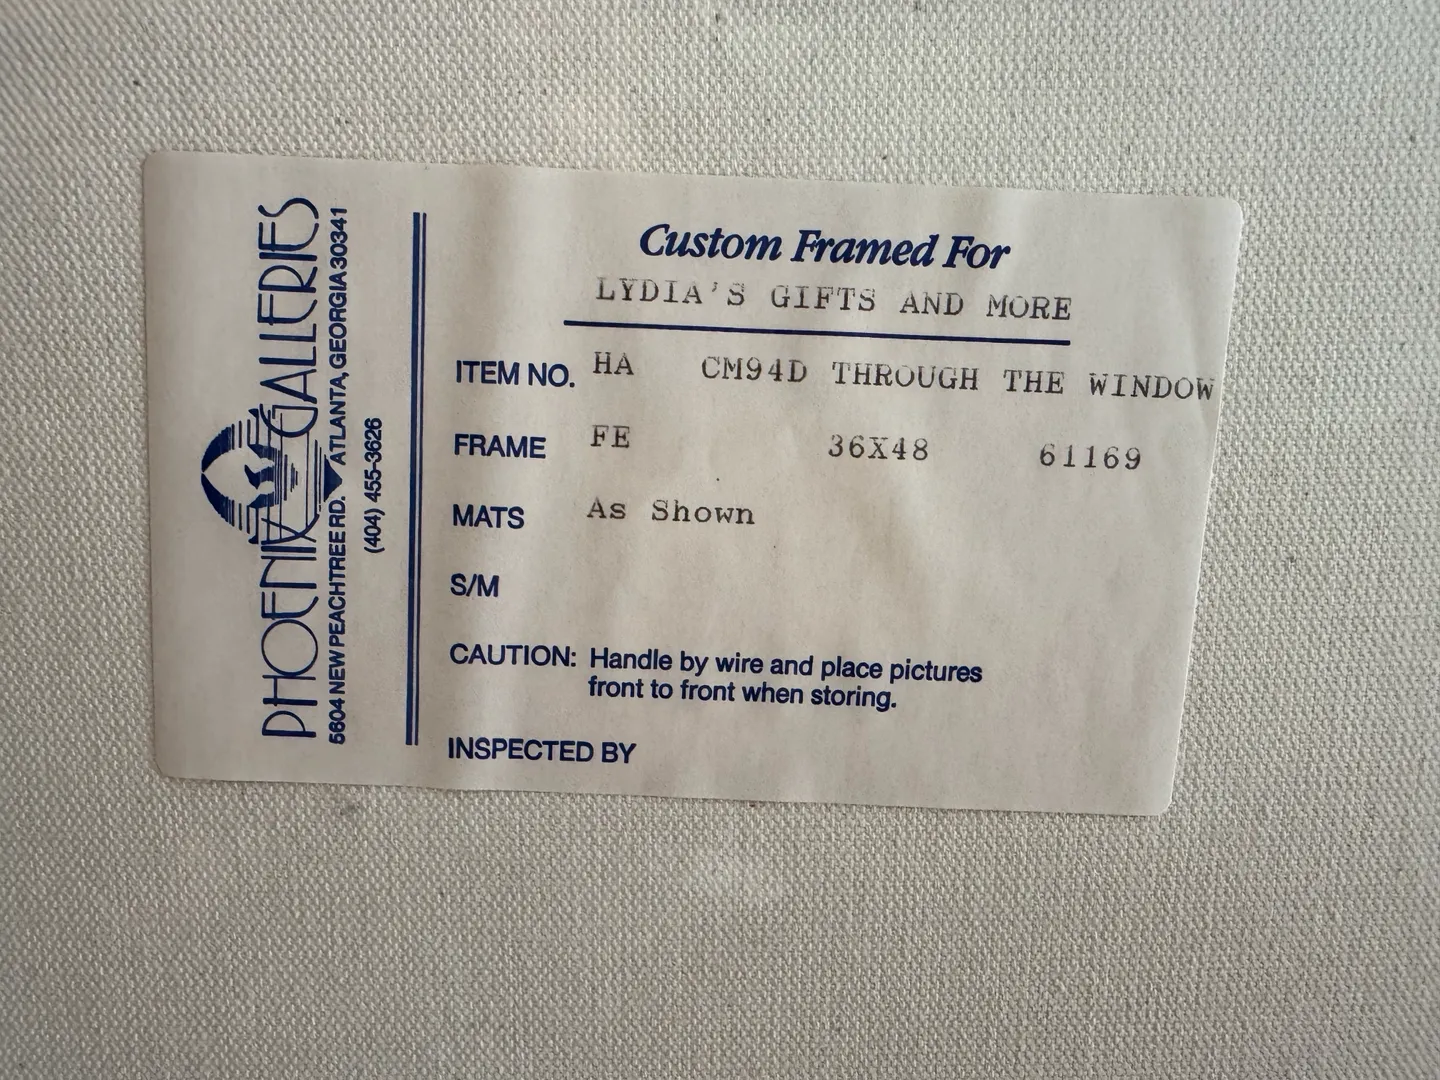 PHOENIX GALLERIES
5604 NEW PEACHTREE RD. ▼ ATLANTA, GEORGIA 30341
(404) 455-3626
Custom Framed For
LYDIA'S GIFTS AND MORE
ITEM NO. HA CM94D THROUGH THE WINDOW
FRAME FE 36X48 61169
MATS As Shown
S/M
CAUTION: Handle by wire and place pictures
front to front when storing.
INSPECTED BY